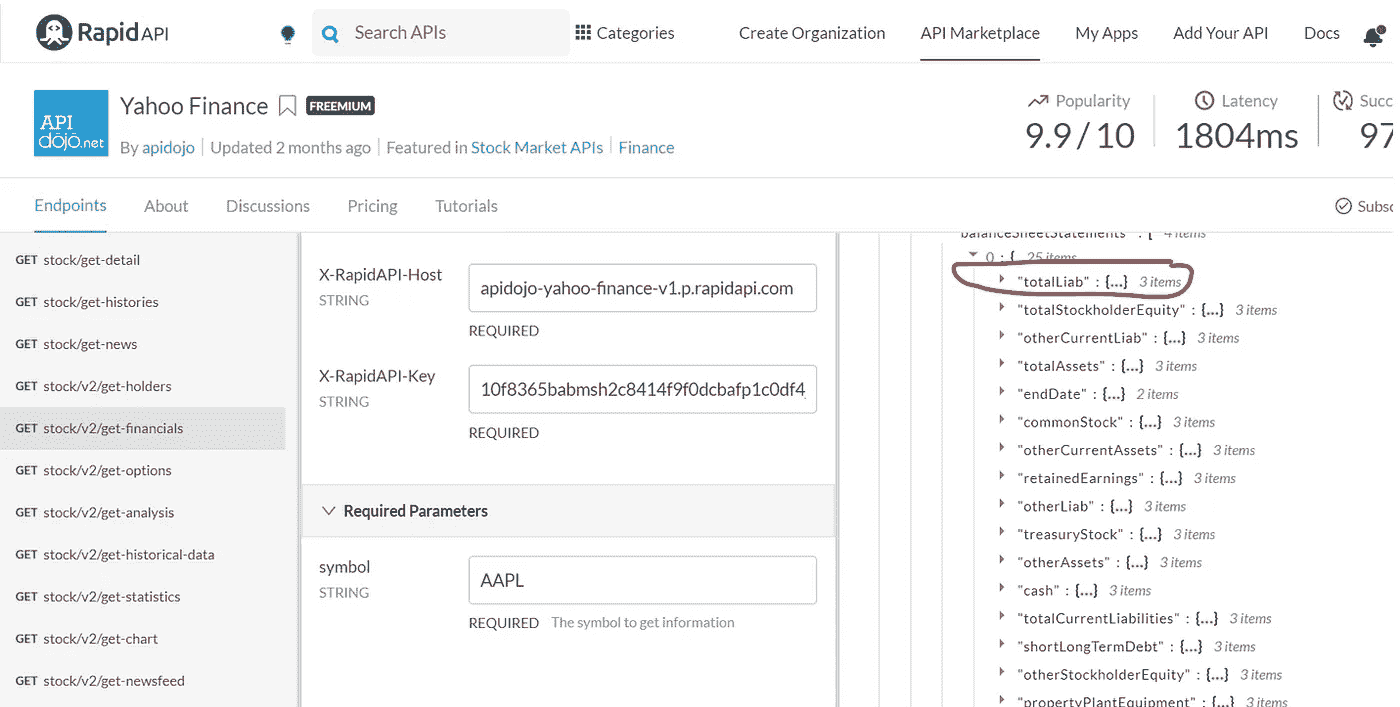 RapidAPI
Search APIs
Categories
Create Organization
API Marketplace
My Apps
Add Your API
Docs
API
dōjō.net
Yahoo Finance
FREEMIUM
By apidojo
Updated 2 months ago
Featured in Stock Market APIs
Finance
Popularity
9.9 / 10
Latency
1804ms
Succ
97
Endpoints
About
Discussions
Pricing
Tutorials
Subsc
GET stock/get-detail
GET stock/get-histories
GET stock/get-news
GET stock/v2/get-holders
GET stock/v2/get-financials
GET stock/v2/get-options
GET stock/v2/get-analysis
GET stock/v2/get-historical-data
GET stock/v2/get-statistics
GET stock/v2/get-chart
GET stock/v2/get-newsfeed
X-RapidAPI-Host
STRING
apidojo-yahoo-finance-v1.p.rapidapi.com
REQUIRED
X-RapidAPI-Key
STRING
10f8365babmsh2c8414f9f0dcbafp1c0df4
REQUIRED
Required Parameters
symbol
STRING
AAPL
REQUIRED The symbol to get information
balanceSheetStatements" : [ 4 items
0 : { 25 items
"totalLiab" : {...} 3 items
"totalStockholderEquity" : {...} 3 items
"otherCurrentLiab" : {...} 3 items
"totalAssets" : {...} 3 items
"endDate" : {...} 2 items
"commonStock" : {...} 3 items
"otherCurrentAssets" : {...} 3 items
"retainedEarnings" : {...} 3 items
"otherLiab" : {...} 3 items
"treasuryStock" : {...} 3 items
"otherAssets" : {...} 3 items
"cash" : {...} 3 items
"totalCurrentLiabilities" : {...} 3 items
"shortLongTermDebt" : {...} 3 items
"otherStockholderEquity" : {...} 3 items
"propertyPlantEquipment" : {...} 3 items